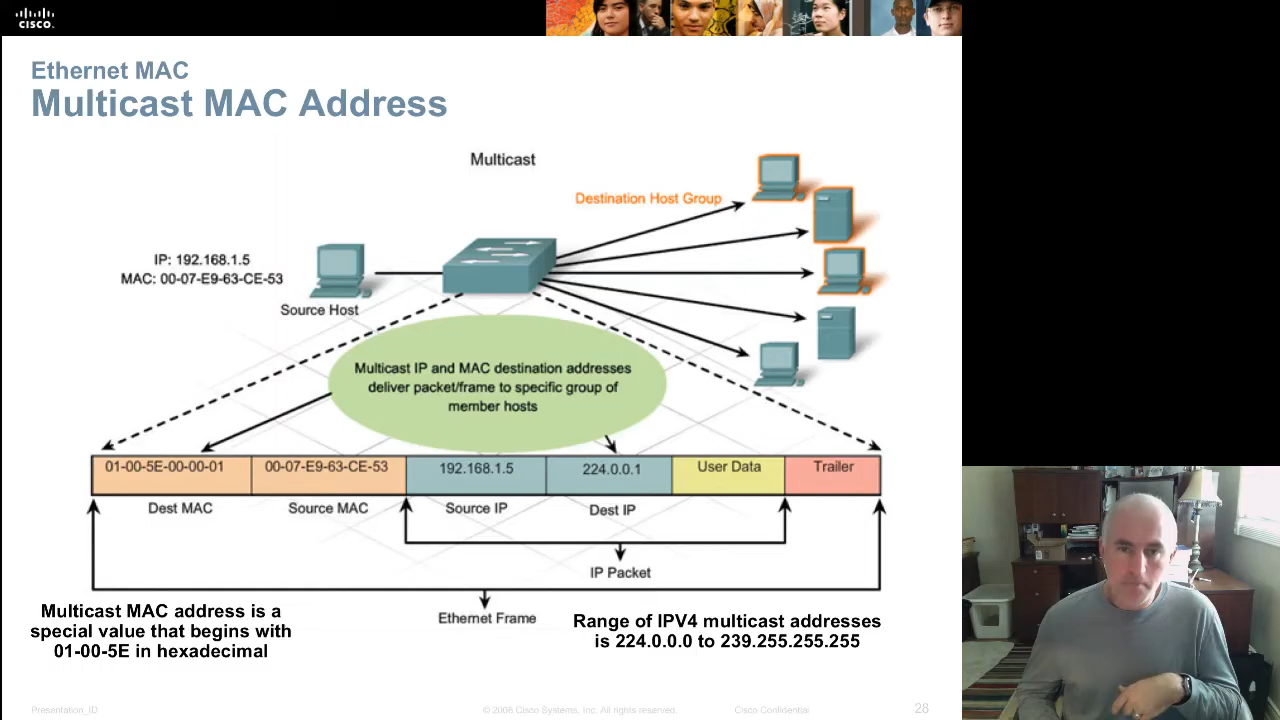 CISCO
Ethernet MAC
Multicast MAC Address
Multicast
Destination Host Group
IP: 192.168.1.5
MAC: 00-07-E9-63-CE-53
Source Host
Multicast IP and MAC destination addresses
deliver packet/frame to specific group of
member hosts
01-00-5E-00-00-01 00-07-E9-63-CE-53 192.168.1.5 224.0.0.1 User Data Trailer
Dest MAC Source MAC Source IP Dest IP
IP Packet
Ethernet Frame
Multicast MAC address is a
special value that begins with
01-00-5E in hexadecimal
Range of IPV4 multicast addresses
is 224.0.0.0 to 239.255.255.255
Presentation_ID © 2008 Cisco Systems, Inc. All rights reserved. Cisco Confidential 28